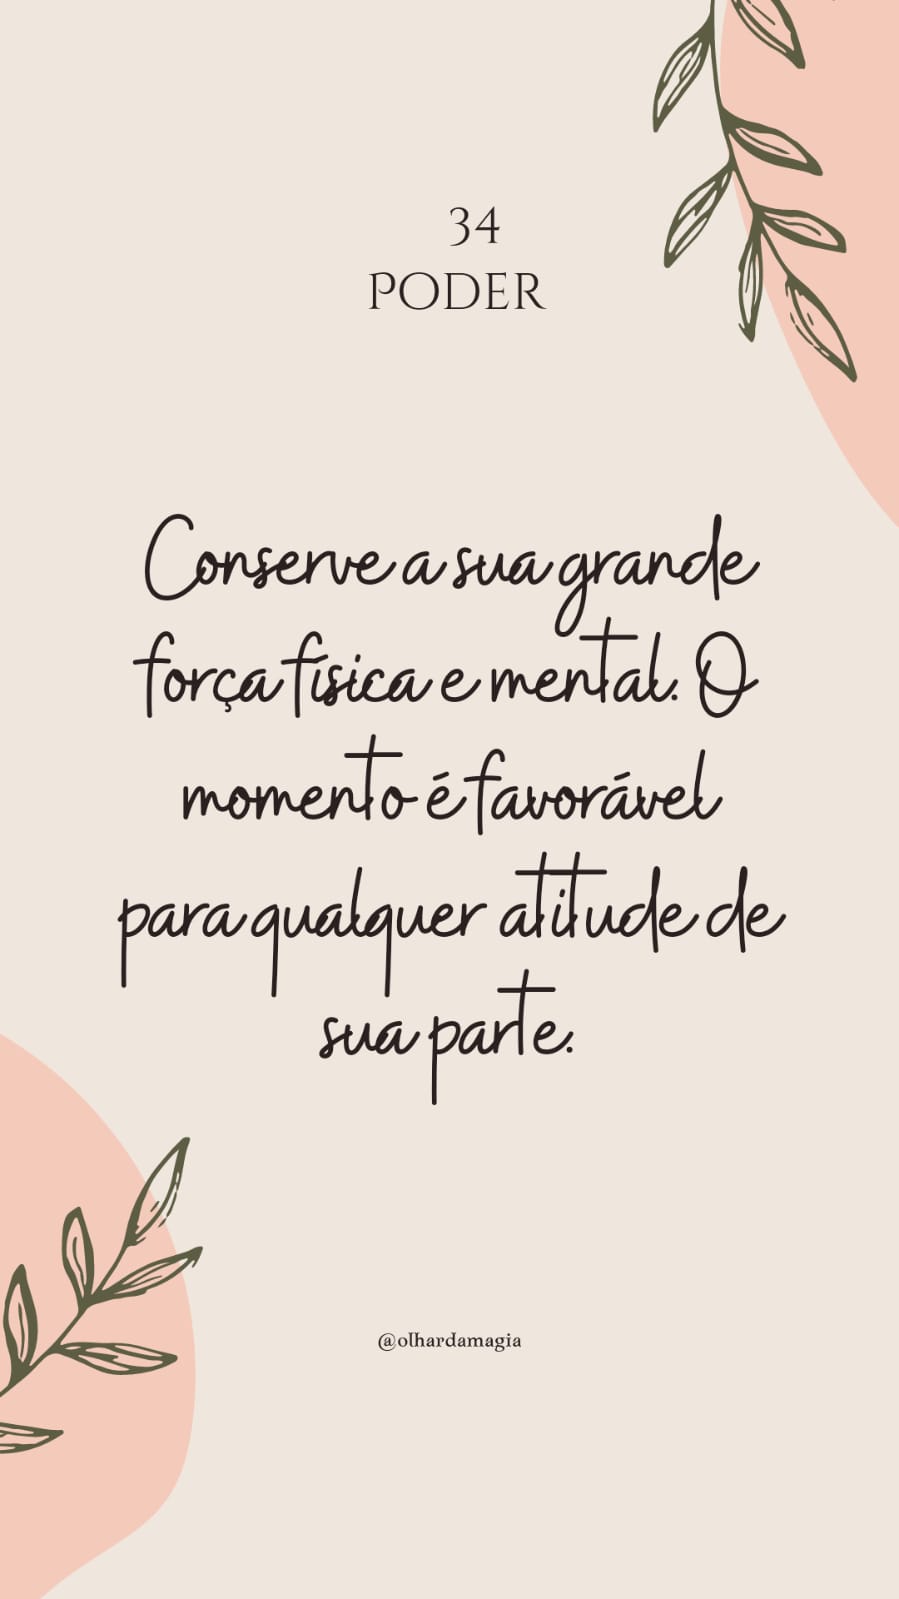 34
PODER
Conserve a sua grande
força física e mental. O
momento é favorável
para qualquer atitude de
sua parte.
@olhardamagia